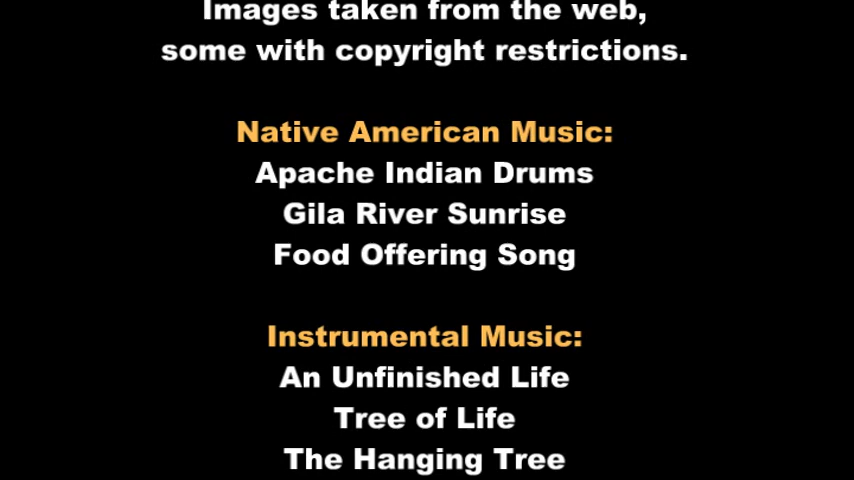 Images taken from the web,
some with copyright restrictions.
Native American Music:
Apache Indian Drums
Gila River Sunrise
Food Offering Song
Instrumental Music:
An Unfinished Life
Tree of Life
The Hanging Tree